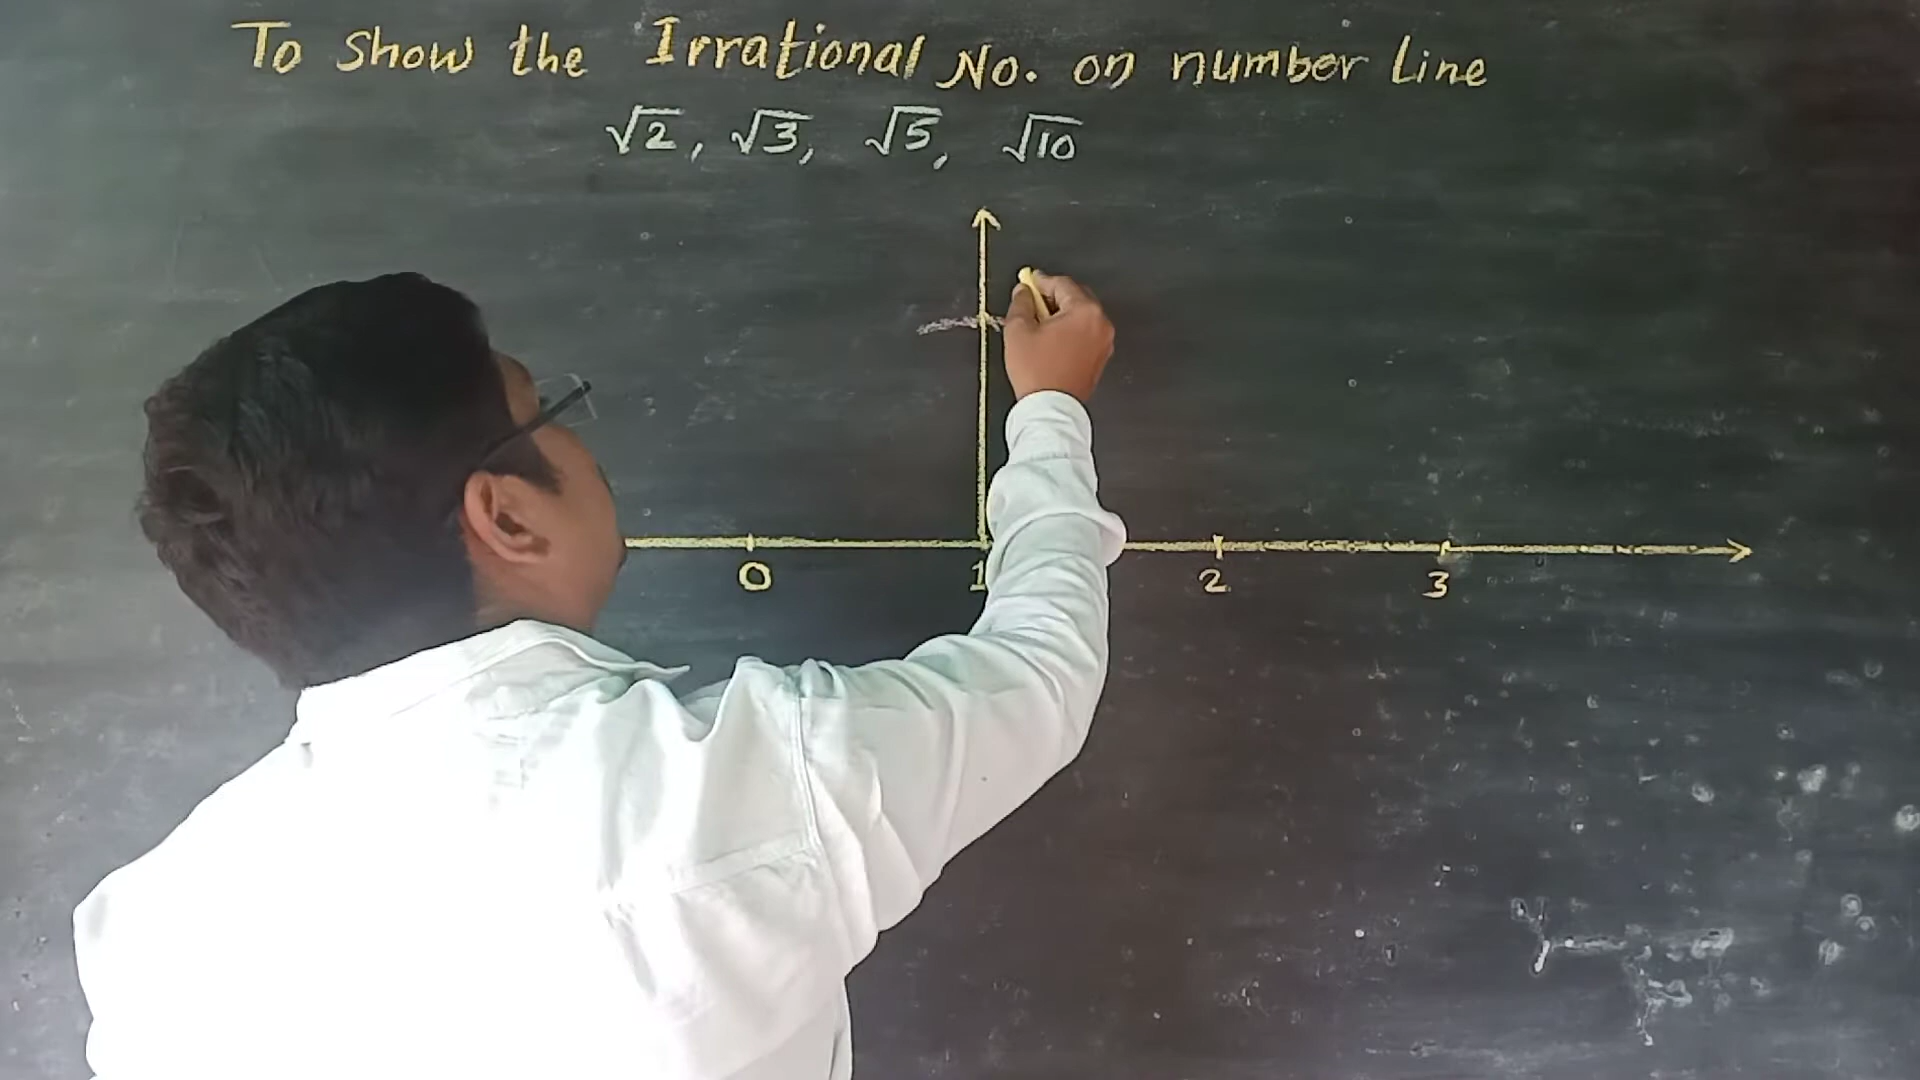 To Show the Irrational No. on number Line
√2, √3, √5, √10
0 1 2 3